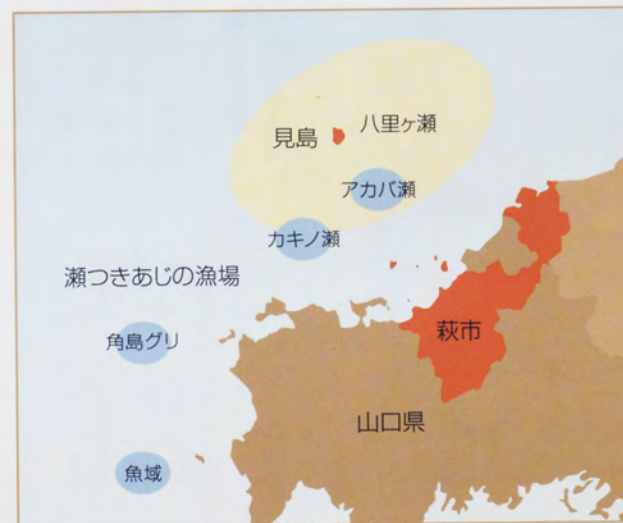 見島
八里ヶ瀬
アカバ瀬
カキノ瀬
瀬つきあじの漁場
角島グリ
萩市
山口県
魚域